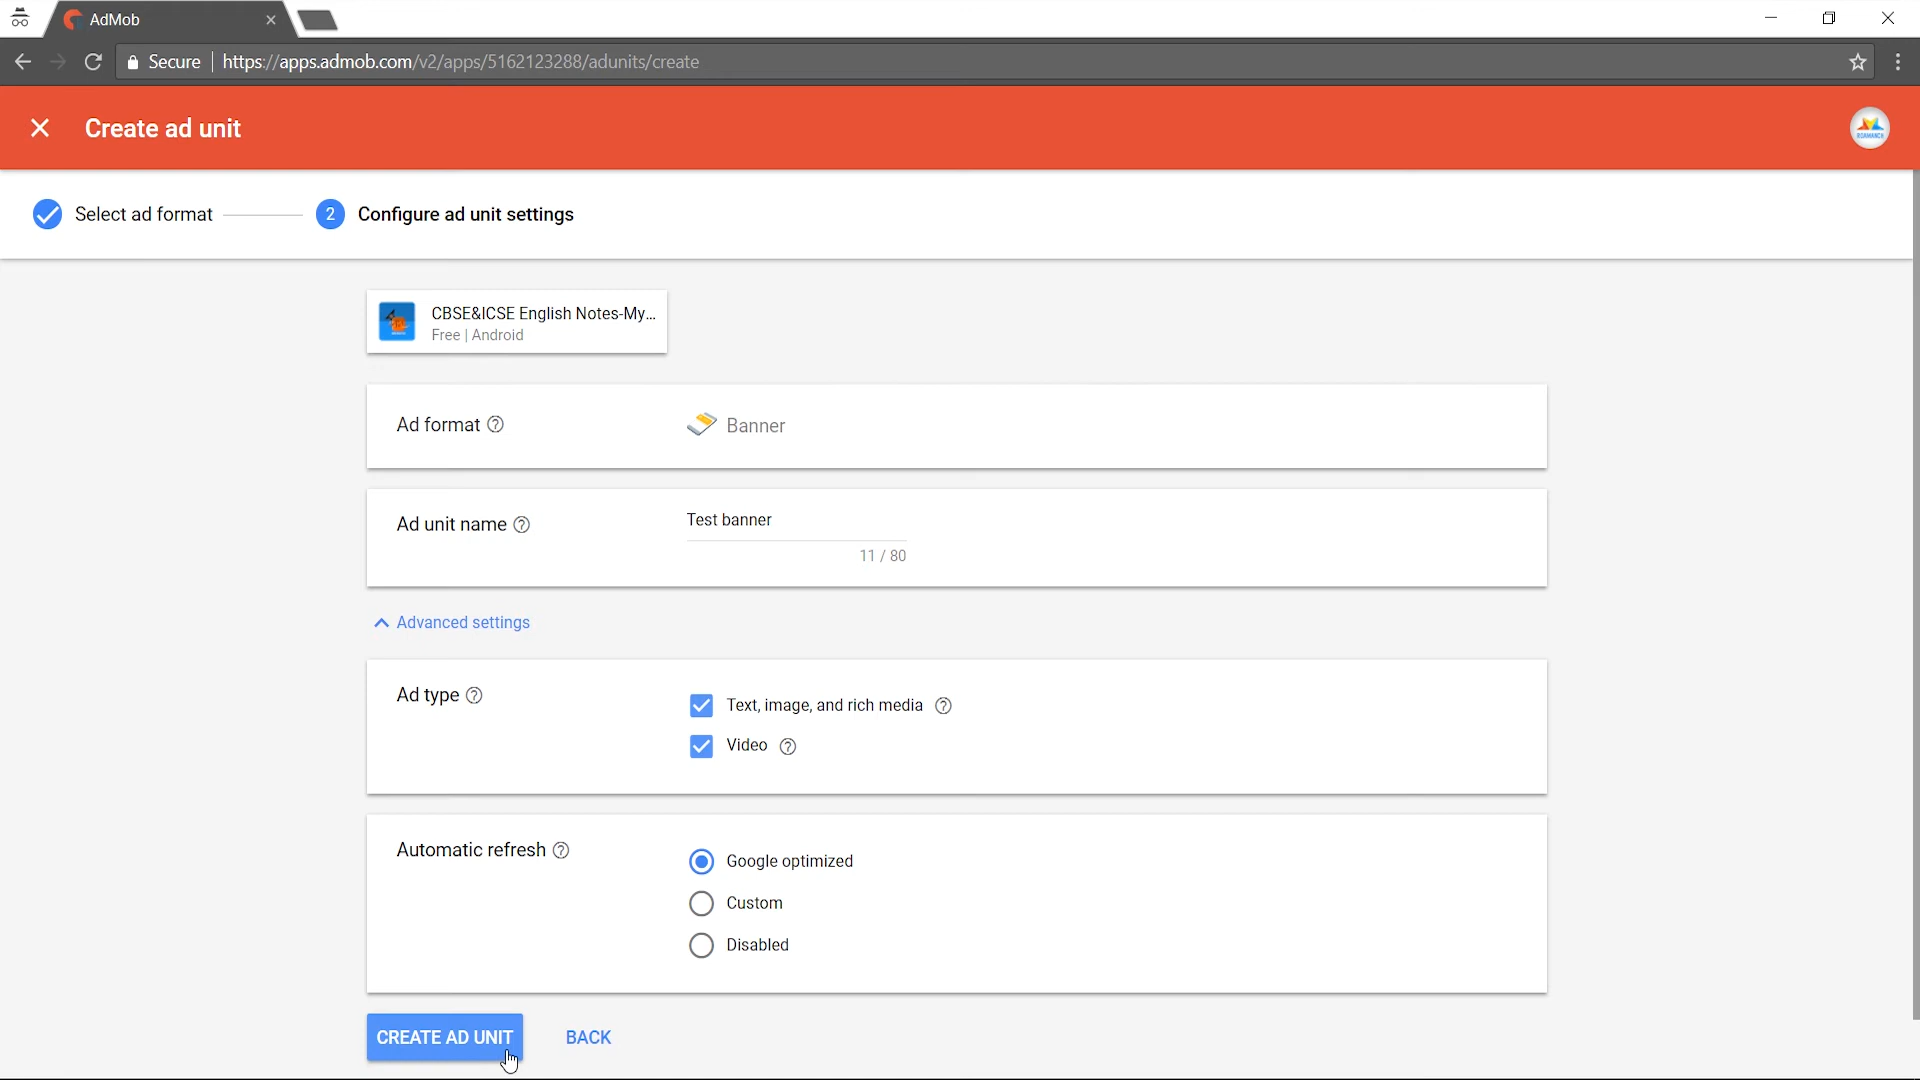 AdMob
Secure https://apps.admob.com/v2/apps/5162123288/adunits/create
Create ad unit
Select ad format 2 Configure ad unit settings
CBSE&ICSE English Notes-My...
Free | Android
Ad format Banner
Ad unit name Test banner
11 / 80
Advanced settings
Ad type Text, image, and rich media
Video
Automatic refresh Google optimized
Custom
Disabled
CREATE AD UNIT BACK